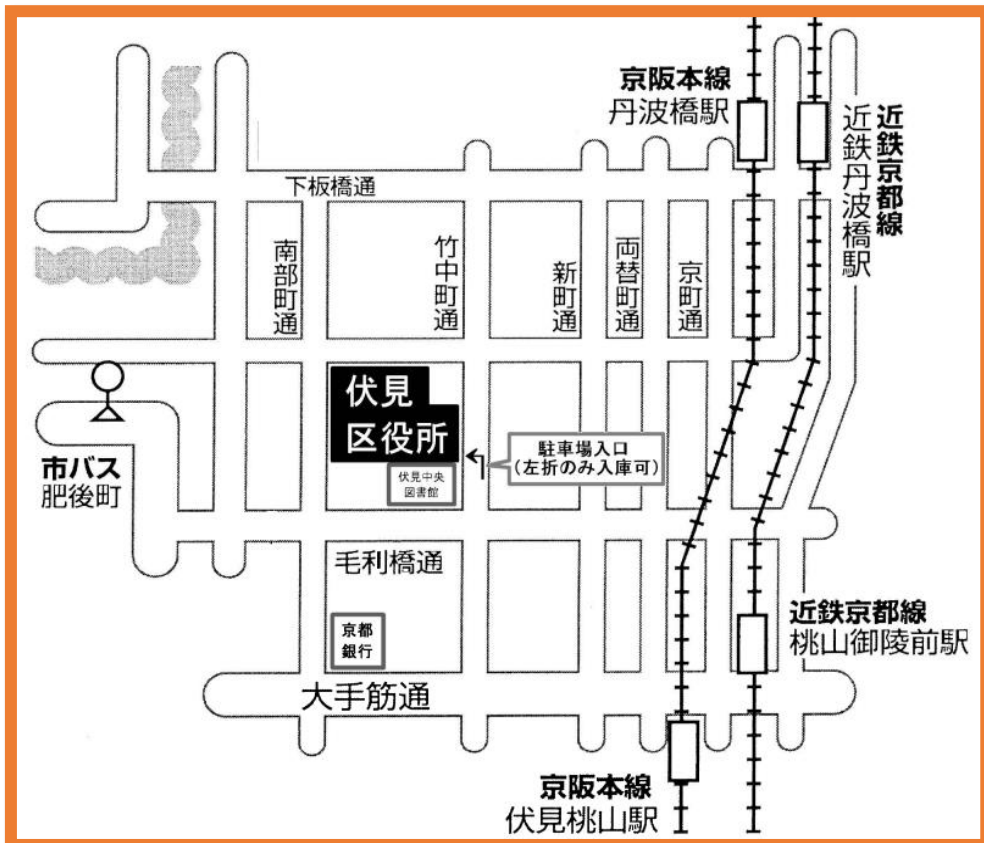 京阪本線
丹波橋駅
近鉄京都線
近鉄丹波橋駅
下板橋通
南部町通
竹中町通
新町通
両替町通
京町通
伏見
区役所
駐車場入口
(左折のみ入庫可)
伏見中央
図書館
市バス
肥後町
毛利橋通
京都
銀行
近鉄京都線
桃山御陵前駅
大手筋通
京阪本線
伏見桃山駅